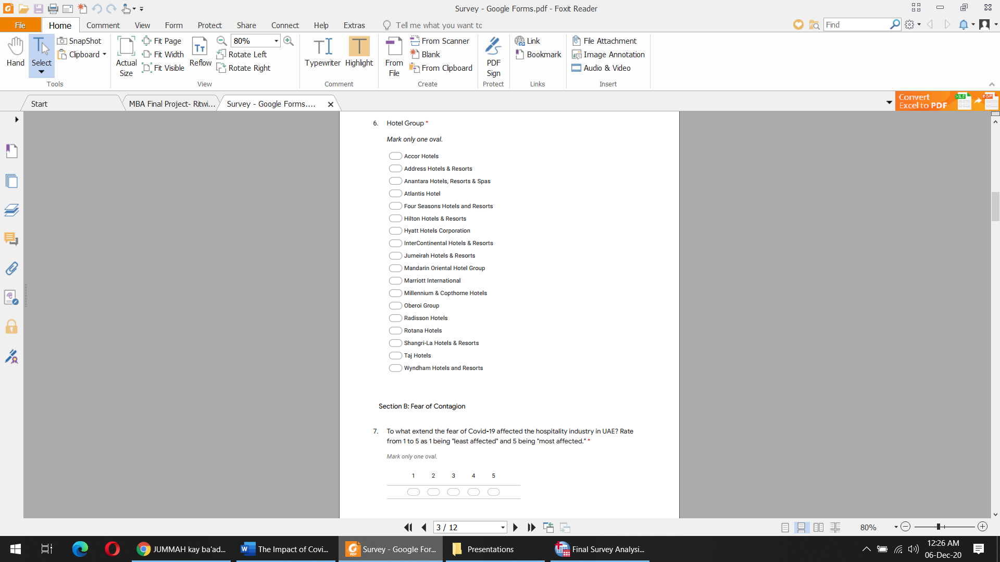 Survey - Google Forms.pdf - Foxit Reader
File Home Comment View Form Protect Share Connect Help Extras Tell me what you want to Find
Hand
Select
SnapShot
Clipboard
Tools
Actual Size
Fit Page
Fit Width
Fit Visible
Reflow
80%
Rotate Left
Rotate Right
View
Typewriter
Highlight
Comment
From File
From Scanner
Blank
From Clipboard
Create
PDF Sign
Protect
Link
Bookmark
Links
File Attachment
Image Annotation
Audio & Video
Insert
Start
MBA Final Project- Ritwi...
Survey - Google Forms....
Convert
Excel to PDF
XLS
PDF
6. Hotel Group *
Mark only one oval.
Accor Hotels
Address Hotels & Resorts
Anantara Hotels, Resorts & Spas
Atlantis Hotel
Four Seasons Hotels and Resorts
Hilton Hotels & Resorts
Hyatt Hotels Corporation
InterContinental Hotels & Resorts
Jumeirah Hotels & Resorts
Mandarin Oriental Hotel Group
Marriott International
Millennium & Copthorne Hotels
Oberoi Group
Radisson Hotels
Rotana Hotels
Shangri-La Hotels & Resorts
Taj Hotels
Wyndham Hotels and Resorts
Section B: Fear of Contagion
7. To what extend the fear of Covid-19 affected the hospitality industry in UAE? Rate
from 1 to 5 as 1 being "least affected" and 5 being "most affected." *
Mark only one oval.
1 2 3 4 5
3 / 12
80%
JUMMAH kay ba'ad...
The Impact of Covi...
Survey - Google For...
Presentations
Final Survey Analysi...
12:26 AM
06-Dec-20